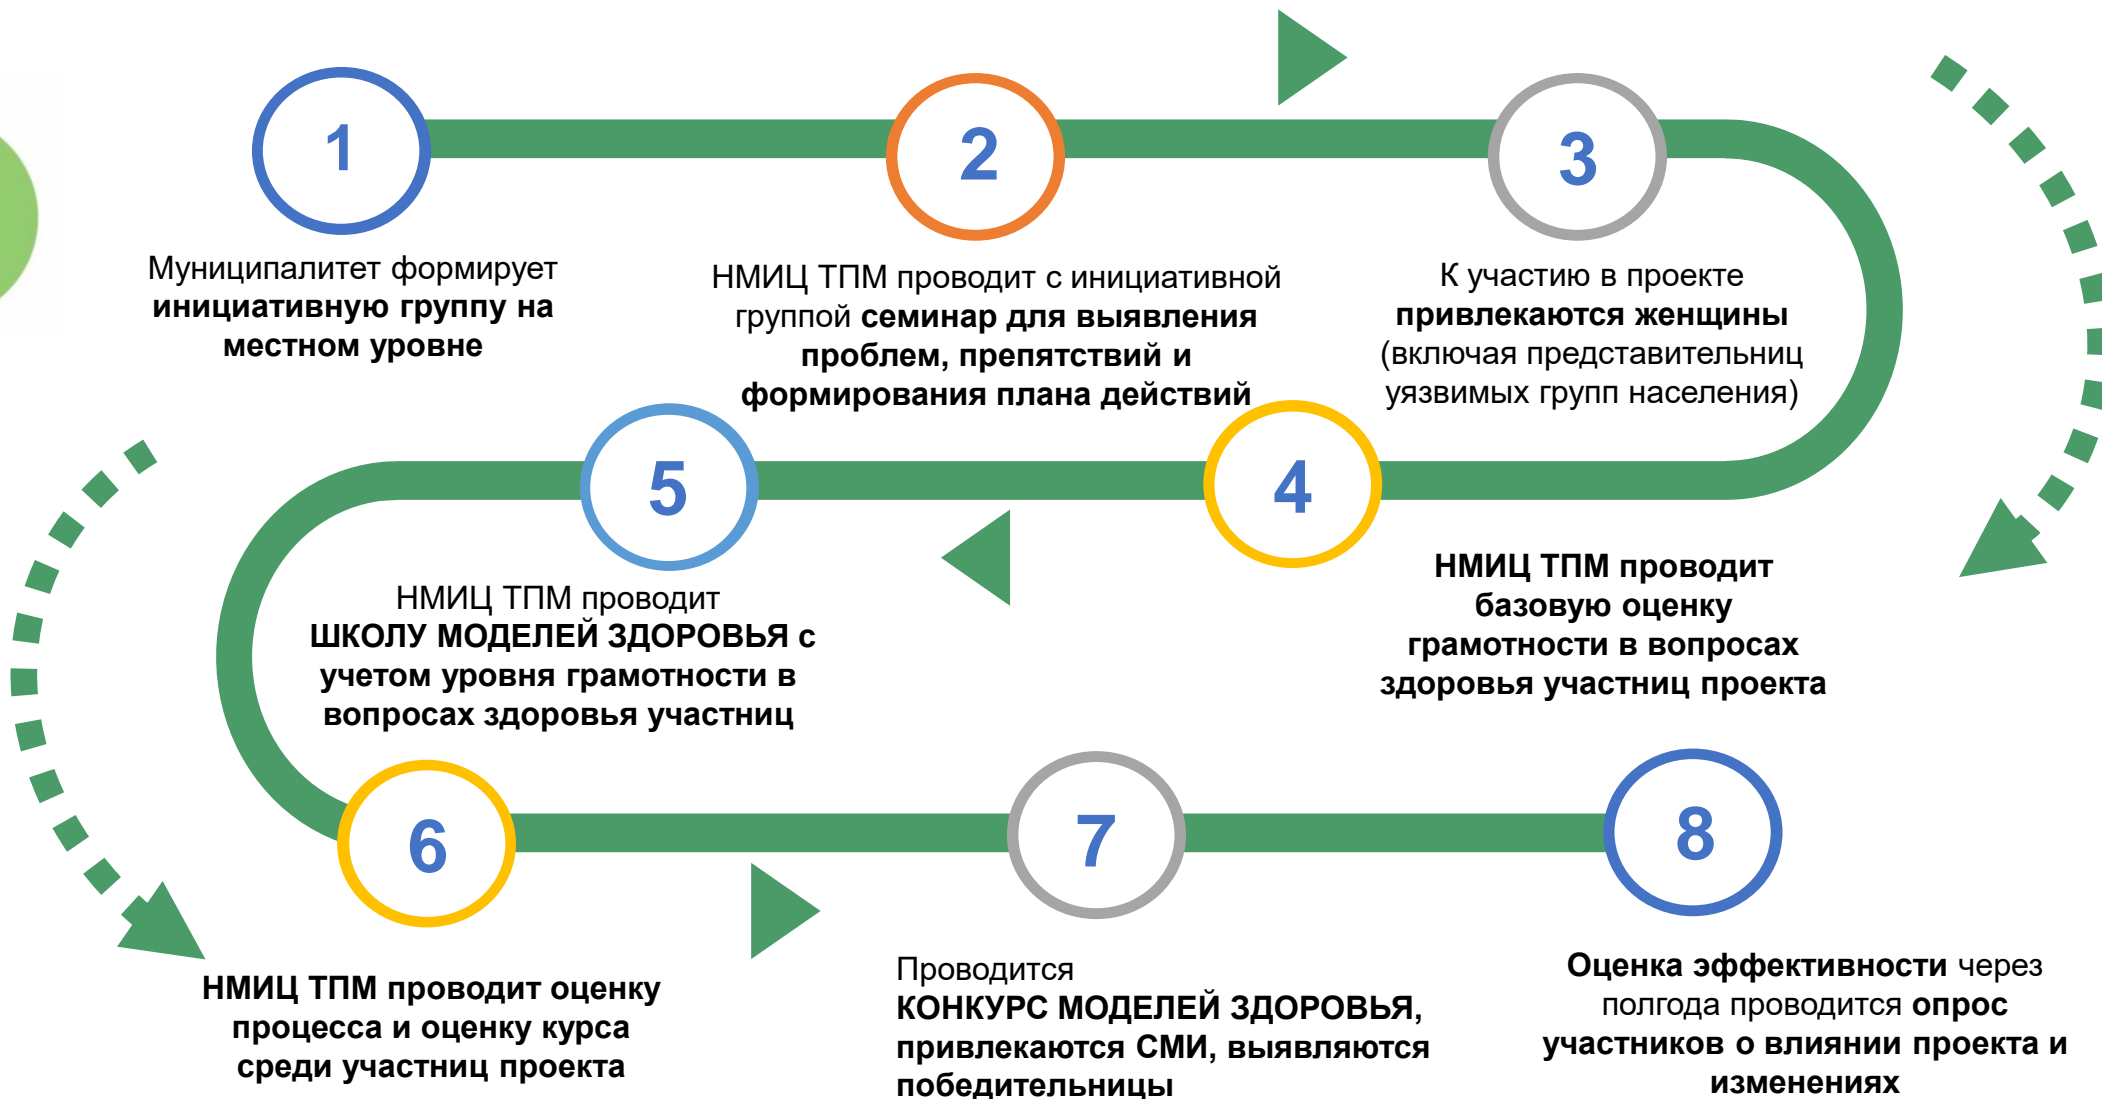 1
Муниципалитет формирует
инициативную группу на
местном уровне
2
НМИЦ ТПМ проводит с инициативной
группой семинар для выявления
проблем, препятствий и
формирования плана действий
3
К участию в проекте
привлекаются женщины
(включая представительниц
уязвимых групп населения)
4
НМИЦ ТПМ проводит
базовую оценку
грамотности в вопросах
здоровья участниц проекта
5
НМИЦ ТПМ проводит
ШКОЛУ МОДЕЛЕЙ ЗДОРОВЬЯ с
учетом уровня грамотности в
вопросах здоровья участниц
6
НМИЦ ТПМ проводит оценку
процесса и оценку курса
среди участниц проекта
7
Проводится
КОНКУРС МОДЕЛЕЙ ЗДОРОВЬЯ,
привлекаются СМИ, выявляются
победительницы
8
Оценка эффективности через
полгода проводится опрос
участников о влиянии проекта и
изменениях